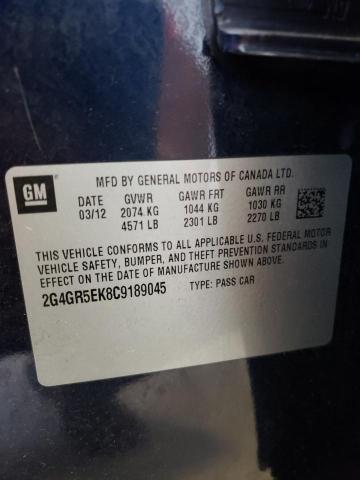 GM
MFD BY GENERAL MOTORS OF CANADA LTD.
DATE GVWR GAWR FRT GAWR RR
03/12 2074 KG 1044 KG 1030 KG
4571 LB 2301 LB 2270 LB
THIS VEHICLE CONFORMS TO ALL APPLICABLE U.S. FEDERAL MOTOR
VEHICLE SAFETY, BUMPER, AND THEFT PREVENTION STANDARDS IN
EFFECT ON THE DATE OF MANUFACTURE SHOWN ABOVE.
2G4GR5EK8C9189045 TYPE: PASS CAR